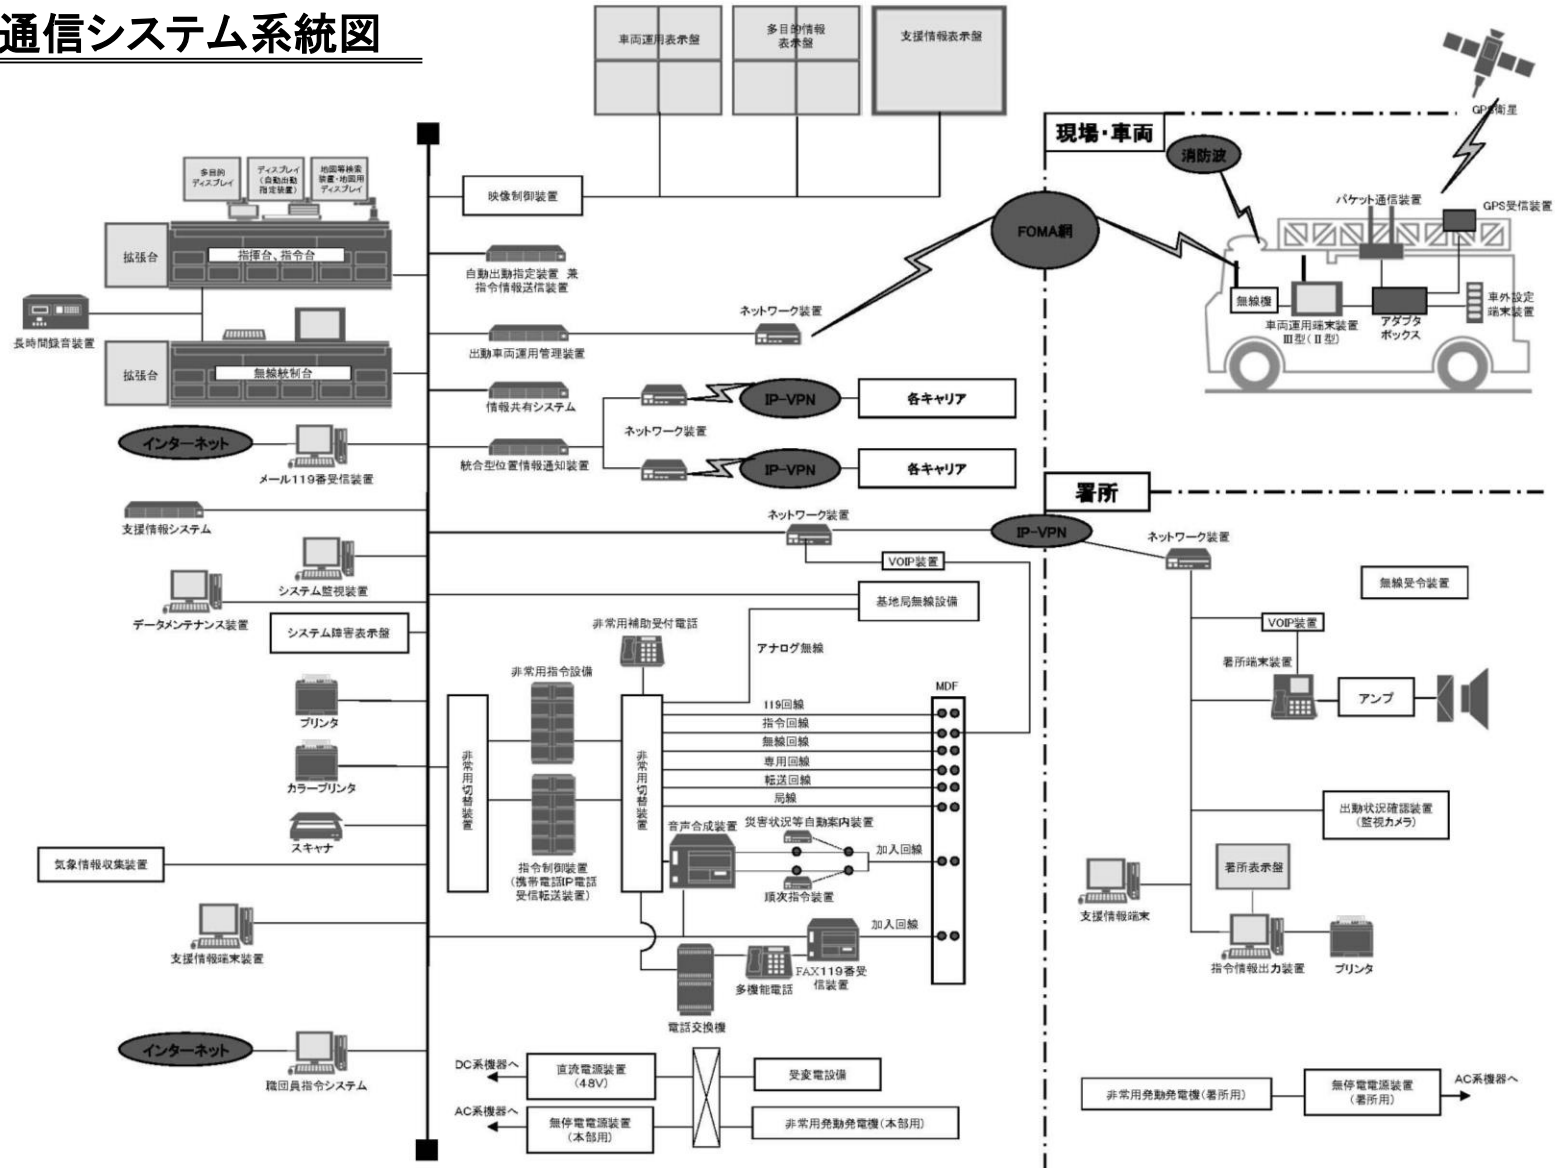 通信システム系統図
車両運用表示盤
多目的情報
表示盤
支援情報表示盤
GPS衛星
現場・車両
消防波
多目的
ディスプレイ
ディスプレイ
(自動出動
指定装置)
地図等検索
装置・地図用
ディスプレイ
映像制御装置
FOMA網
パケット通信装置
GPS受信装置
拡張台
指揮台、指令台
自動出動指定装置 兼
指令情報送信装置
無線機
車両運用端末装置
Ⅲ型(Ⅱ型)
アダプタ
ボックス
車外設定
端末装置
長時間録音装置
ネットワーク装置
出動車両運用管理装置
拡張台
無線統制台
情報共有システム
IP-VPN
各キャリア
ネットワーク装置
インターネット
メール119番受信装置
統合型位置情報通知装置
IP-VPN
各キャリア
署所
支援情報システム
ネットワーク装置
IP-VPN
ネットワーク装置
VOIP装置
システム監視装置
無線受令装置
データメンテナンス装置
基地局無線設備
システム障害表示盤
非常用補助受付電話
アナログ無線
VOIP装置
署所端末装置
アンプ
非常用指令設備
MDF
プリンタ
119回線
指令回線
無線回線
専用回線
転送回線
局線
非常用切替装置
非常用切替装置
カラープリンタ
スキャナ
音声合成装置
災害状況等自動案内装置
加入回線
順次指令装置
出動状況確認装置
(監視カメラ)
気象情報収集装置
指令制御装置
(携帯電話IP電話
受信転送装置)
署所表示盤
支援情報端末
支援情報端末装置
加入回線
FAX119番受
信装置
多機能電話
電話交換機
指令情報出力装置
プリンタ
インターネット
職団員指令システム
DC系機器へ
直流電源装置
(48V)
受変電設備
AC系機器へ
無停電電源装置
(本部用)
非常用発動発電機(本部用)
非常用発動発電機(署所用)
無停電電源装置
(署所用)
AC系機器へ